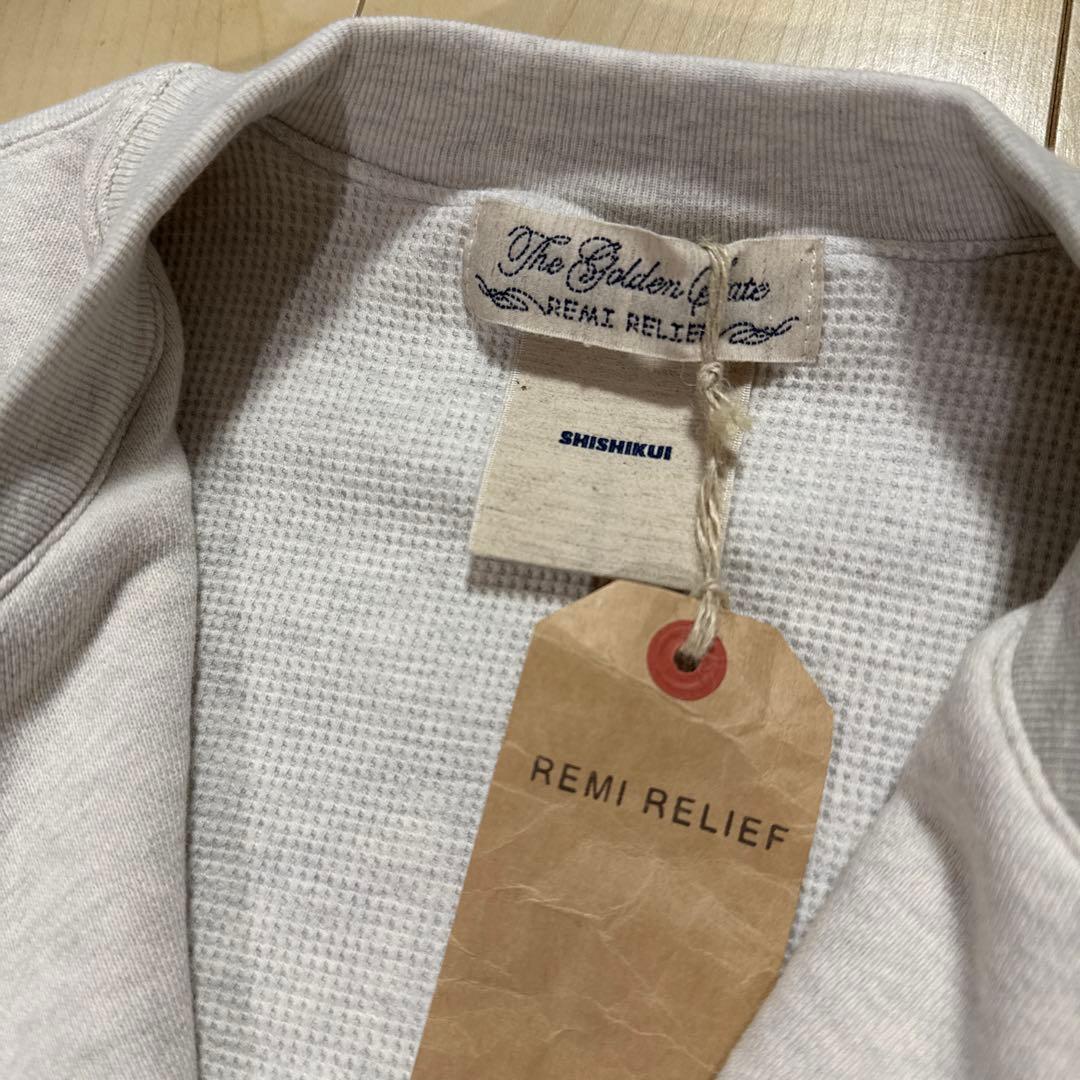 The Golden Gate
REMI RELIEF
SHISHIKUI
REMI RELIEF